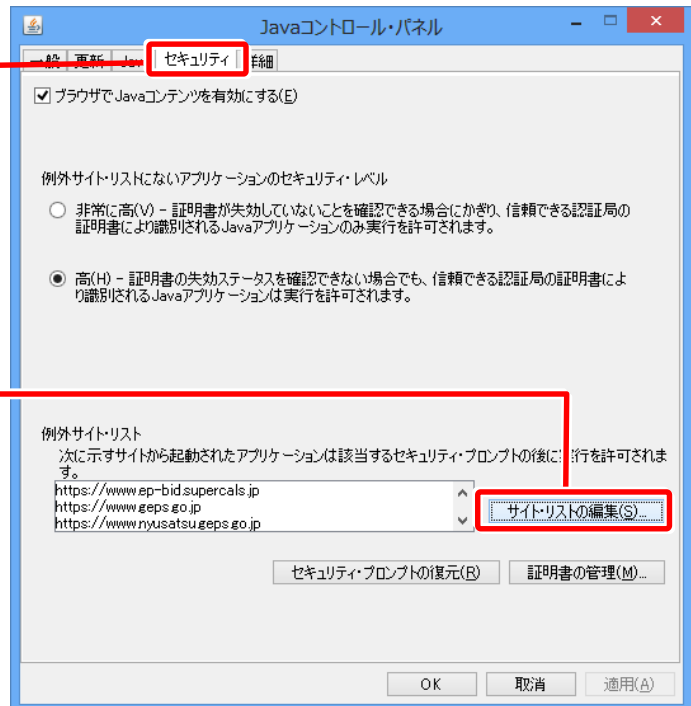 Javaコントロール・パネル
一般 更新 Java セキュリティ 詳細
ブラウザでJavaコンテンツを有効にする(E)
例外サイト・リストにないアプリケーションのセキュリティ・レベル
非常に高(V) - 証明書が失効していないことを確認できる場合にかぎり、信頼できる認証局の
証明書により識別されるJavaアプリケーションのみ実行を許可されます。
高(H) - 証明書の失効ステータスを確認できない場合でも、信頼できる認証局の証明書によ
り識別されるJavaアプリケーションは実行を許可されます。
例外サイト・リスト
次に示すサイトから起動されたアプリケーションは該当するセキュリティ・プロンプトの後に実行を許可されま
す。
https://www.ep-bid.supercals.jp
https://www.geps.go.jp
https://www.nyusatsu.geps.go.jp
サイト・リストの編集(S)...
セキュリティ・プロンプトの復元(R) 証明書の管理(M)...
OK 取消 適用(A)